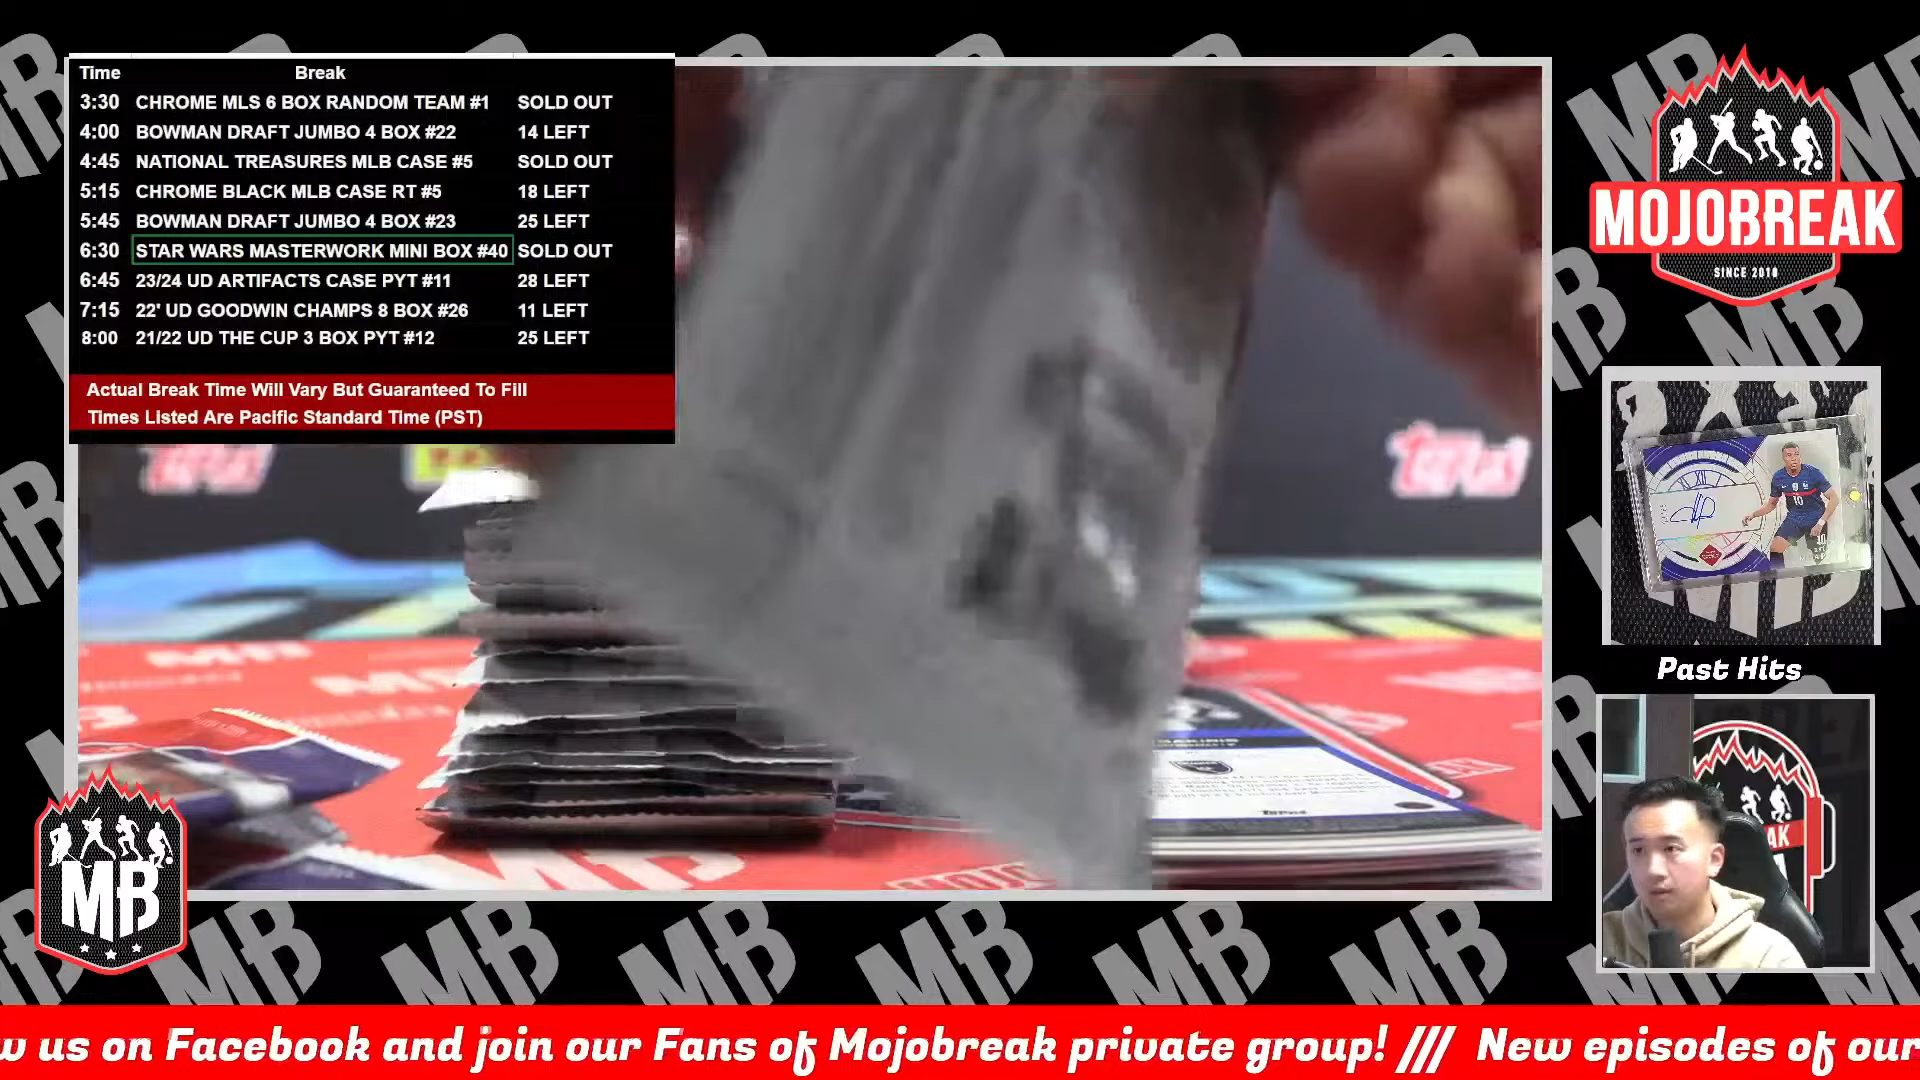 Time Break
3:30 CHROME MLS 6 BOX RANDOM TEAM #1 SOLD OUT
4:00 BOWMAN DRAFT JUMBO 4 BOX #22 14 LEFT
4:45 NATIONAL TREASURES MLB CASE #5 SOLD OUT
5:15 CHROME BLACK MLB CASE RT #5 18 LEFT
5:45 BOWMAN DRAFT JUMBO 4 BOX #23 25 LEFT
6:30 STAR WARS MASTERWORK MINI BOX #40 SOLD OUT
6:45 23/24 UD ARTIFACTS CASE PYT #11 28 LEFT
7:15 22' UD GOODWIN CHAMPS 8 BOX #26 11 LEFT
8:00 21/22 UD THE CUP 3 BOX PYT #12 25 LEFT
Actual Break Time Will Vary But Guaranteed To Fill
Times Listed Are Pacific Standard Time (PST)
MOJOBREAK
SINCE 2010
Past Hits
MB
w us on Facebook and join our Fans of Mojobreak private group! /// New episodes of our